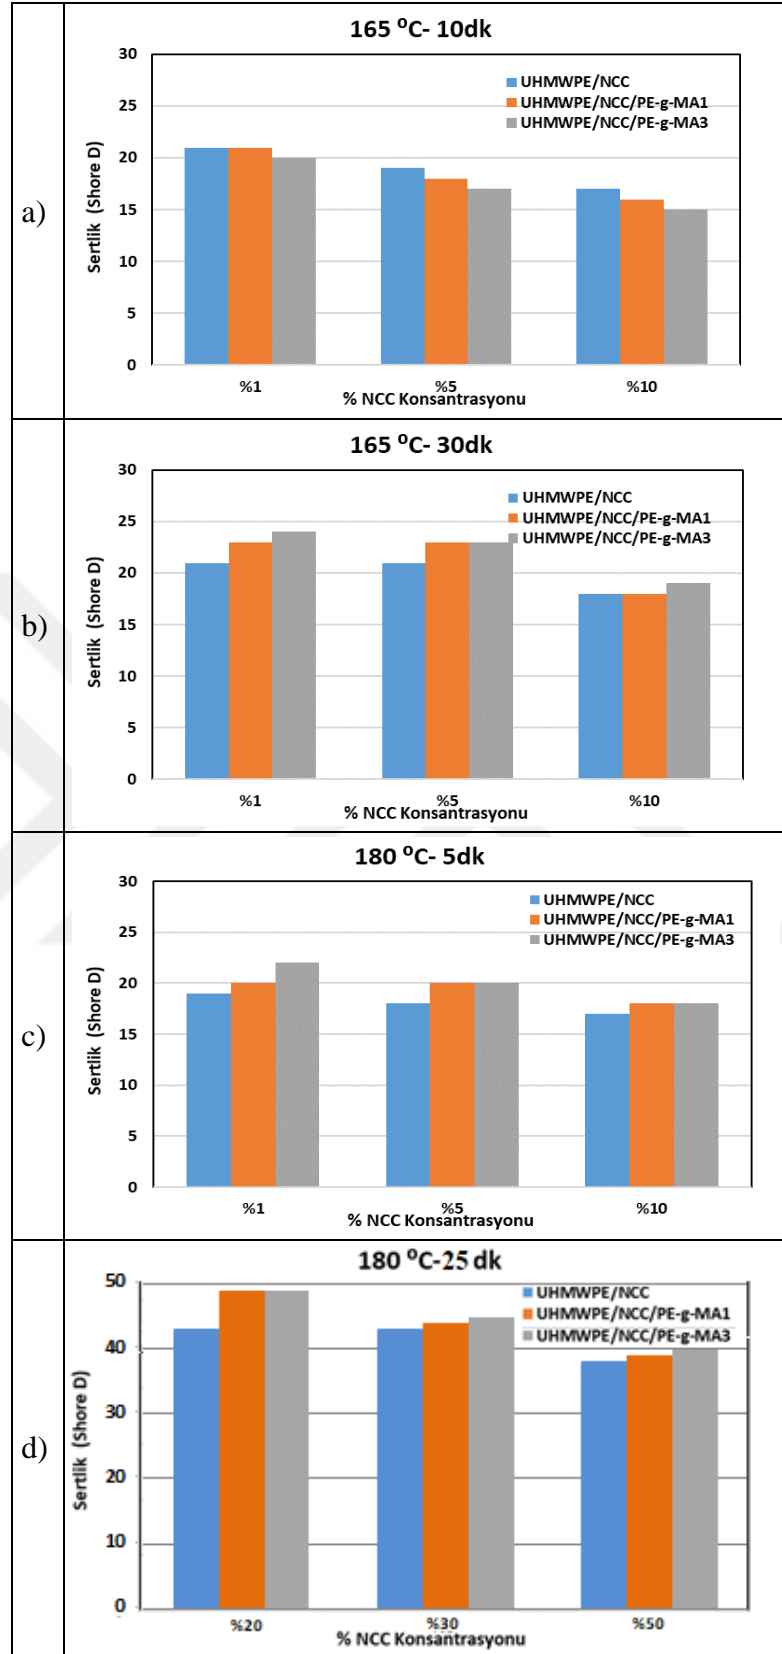 a)
165 ⁰C- 10dk
30
25
20
15
10
5
0
Sertlik (Shore D)
UHMWPE/NCC
UHMWPE/NCC/PE-g-MA1
UHMWPE/NCC/PE-g-MA3
%1 %5 %10
% NCC Konsantrasyonu
b)
165 ⁰C- 30dk
30
25
20
15
10
5
0
Sertlik (Shore D)
UHMWPE/NCC
UHMWPE/NCC/PE-g-MA1
UHMWPE/NCC/PE-g-MA3
%1 %5 %10
% NCC Konsantrasyonu
c)
180 ⁰C- 5dk
30
25
20
15
10
5
0
Sertlik (Shore D)
UHMWPE/NCC
UHMWPE/NCC/PE-g-MA1
UHMWPE/NCC/PE-g-MA3
%1 %5 %10
% NCC Konsantrasyonu
d)
180 ⁰C-25 dk
50
40
30
20
10
0
Sertlik (Shore D)
UHMWPE/NCC
UHMWPE/NCC/PE-g-MA1
UHMWPE/NCC/PE-g-MA3
%20 %30 %50
% NCC Konsantrasyonu